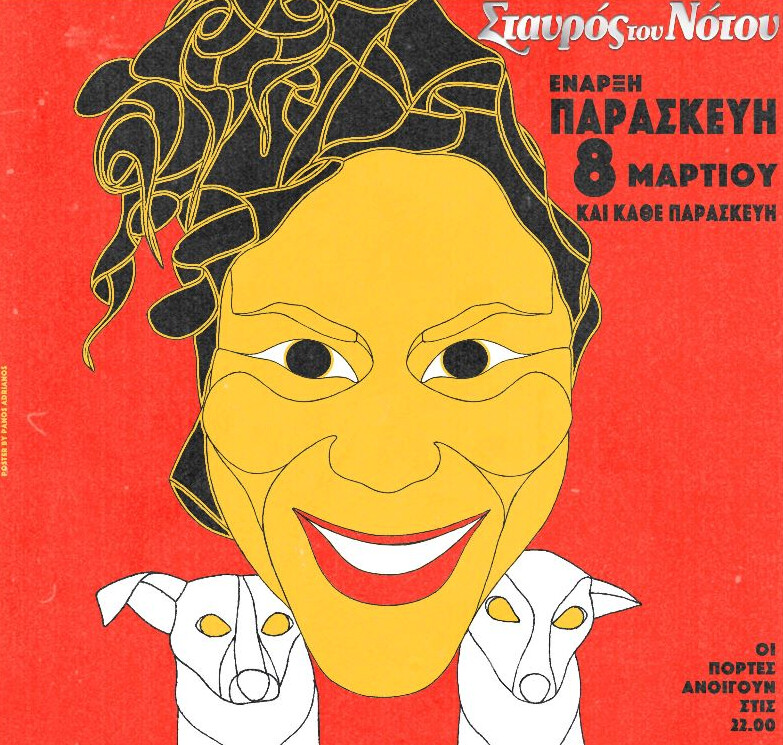 Σταυρός του Νότου
ΕΝΑΡΞΗ
ΠΑΡΑΣΚΕΥΗ
8 ΜΑΡΤΙΟΥ
ΚΑΙ ΚΑΘΕ ΠΑΡΑΣΚΕΥΗ
POSTER BY PANOS ADRIANOS
ΟΙ
ΠΟΡΤΕΣ
ΑΝΟΙΓΟΥΝ
ΣΤΙΣ
22.00